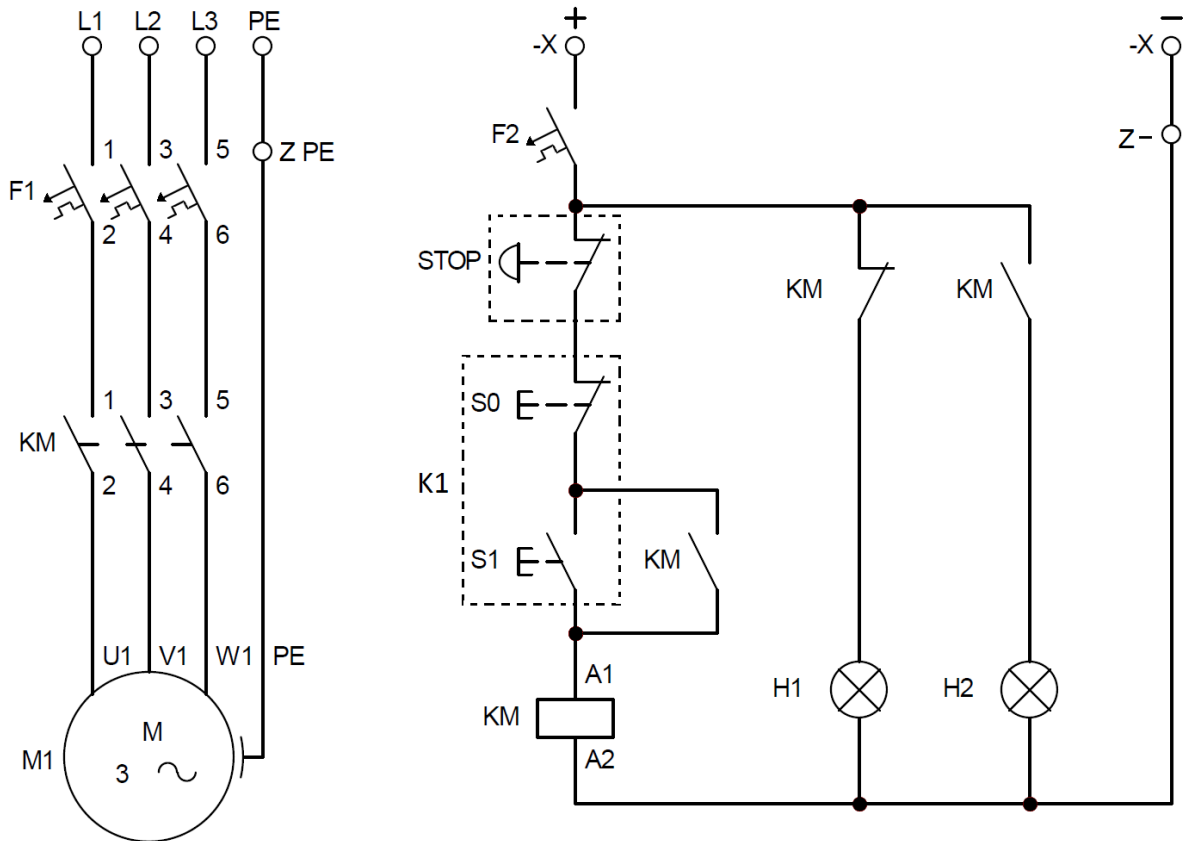 L1 L2 L3 PE
+
-X
−
-X
F2
Z−
1 3 5
Z PE
F1
2 4 6
STOP
KM
KM
1 3 5
S0
KM
2 4 6
K1
S1
KM
U1 V1 W1 PE
A1
H1
H2
KM
M
M1
3
A2